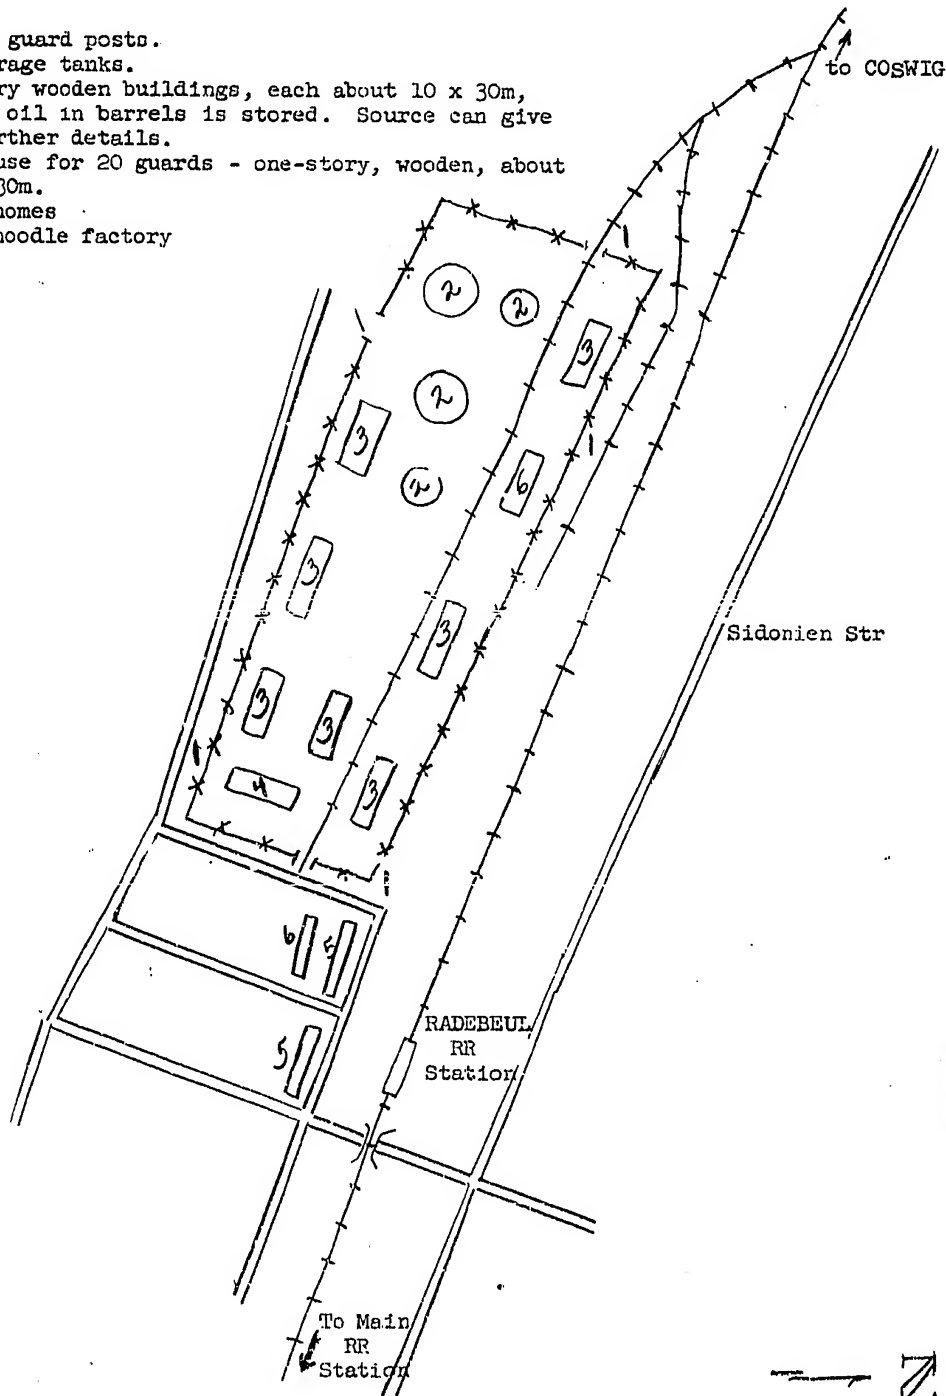 guard posts.
rage tanks.
ry wooden buildings, each about 10 x 30m,
oil in barrels is stored. Source can give
rther details.
use for 20 guards - one-story, wooden, about
30m.
homes
noodle factory
to COSWIG
1
1
2
2
3
2
3
1
6
2
3
3
Sidonien Str
3
3
1
4
3
1
6
5
RADEBEUL
RR
Station
5
To Main
RR
Station